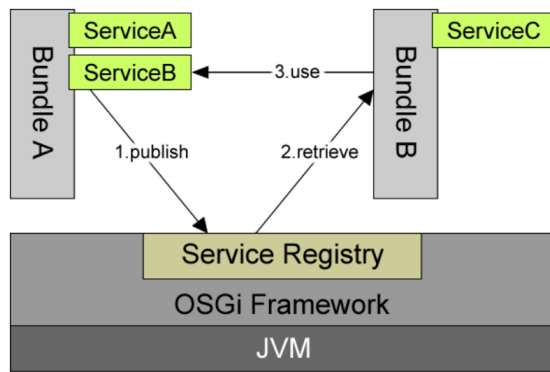 ServiceA
ServiceC
ServiceB
3.use
Bundle A
Bundle B
1.publish
2.retrieve
Service Registry
OSGi Framework
JVM